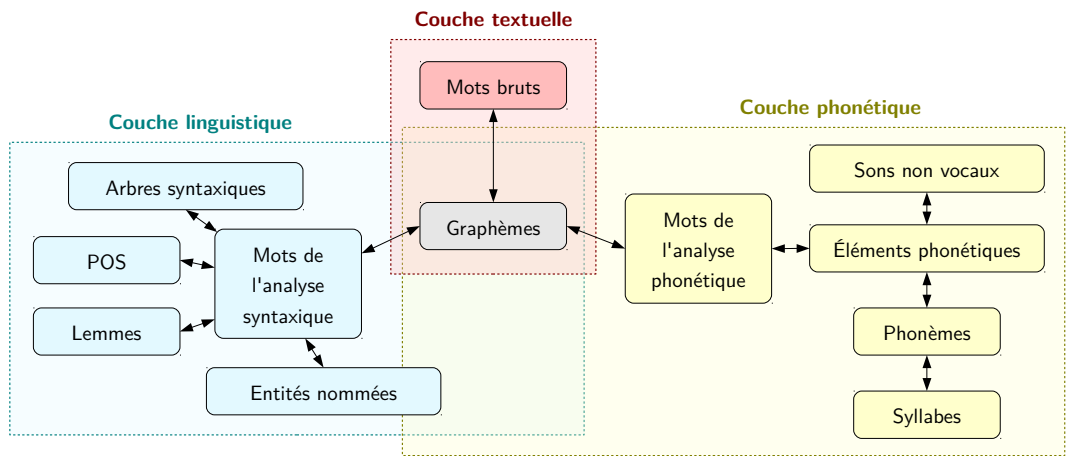 Couche textuelle
Mots bruts
Couche linguistique
Couche phonétique
Arbres syntaxiques
POS
Lemmes
Mots de
l'analyse
syntaxique
Entités nommées
Graphèmes
Mots de
l'analyse
phonétique
Sons non vocaux
Éléments phonétiques
Phonèmes
Syllabes